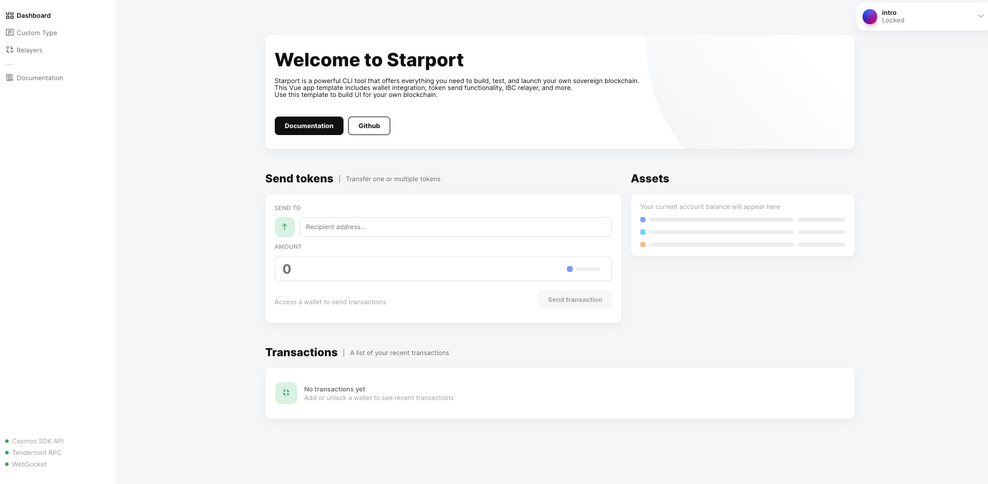 Dashboard
Custom Type
Relayers
Documentation
intro
Locked
Welcome to Starport
Starport is a powerful CLI tool that offers everything you need to build, test, and launch your own sovereign blockchain.
This Vue app template includes wallet integration, token send functionality, IBC relayer, and more.
Use this template to build UI for your own blockchain.
Documentation Github
Send tokens | Transfer one or multiple tokens
SEND TO
Recipient address...
AMOUNT
0
Access a wallet to send transactions
Send transaction
Assets
Your current account balance will appear here
Transactions | A list of your recent transactions
No transactions yet
Add or unlock a wallet to see recent transactions
Cosmos SDK API
Tendermint RPC
WebSocket